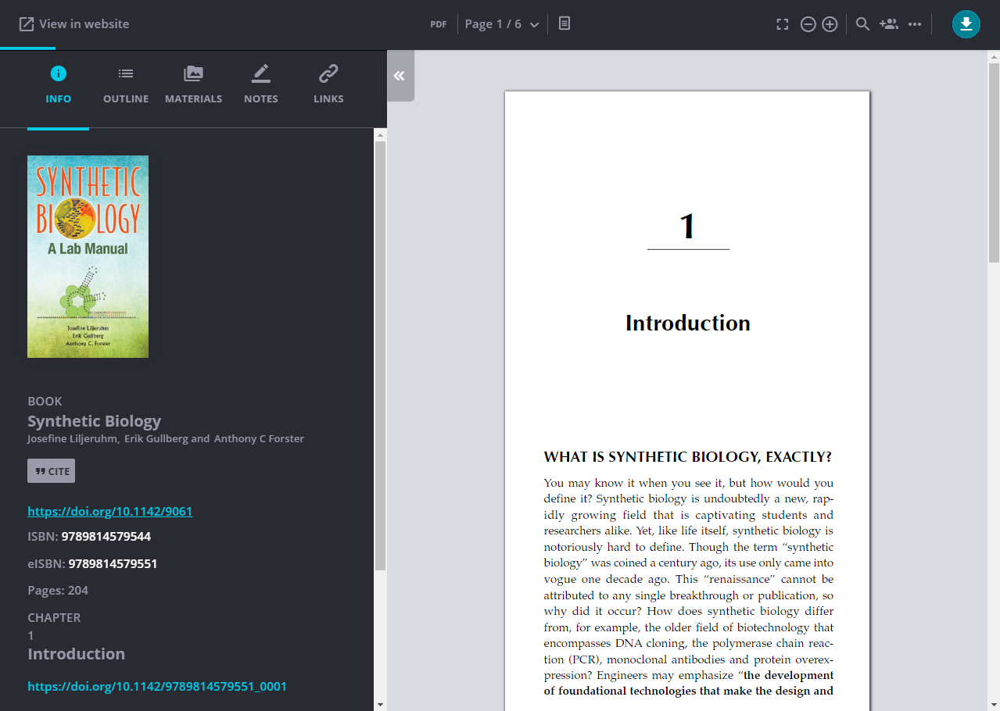 View in website
PDF
Page 1 / 6
INFO
OUTLINE
MATERIALS
NOTES
LINKS
SYNTHETIC
BIOLOGY
A Lab Manual
Josefine Liljeruhm
Erik Gullberg
Anthony C. Forster
BOOK
Synthetic Biology
Josefine Liljeruhm, Erik Gullberg and Anthony C Forster
CITE
https://doi.org/10.1142/9061
ISBN: 9789814579544
eISBN: 9789814579551
Pages: 204
CHAPTER
1
Introduction
https://doi.org/10.1142/9789814579551_0001
1
Introduction
WHAT IS SYNTHETIC BIOLOGY, EXACTLY?
You may know it when you see it, but how would you
define it? Synthetic biology is undoubtedly a new, rap-
idly growing field that is captivating students and
researchers alike. Yet, like life itself, synthetic biology is
notoriously hard to define. Though the term “synthetic
biology” was coined a century ago, its use only came into
vogue one decade ago. This “renaissance” cannot be
attributed to any single breakthrough or publication, so
why did it occur? How does synthetic biology differ
from, for example, the older field of biotechnology that
encompasses DNA cloning, the polymerase chain reac-
tion (PCR), monoclonal antibodies and protein overex-
pression? Engineers may emphasize “the development
of foundational technologies that make the design and